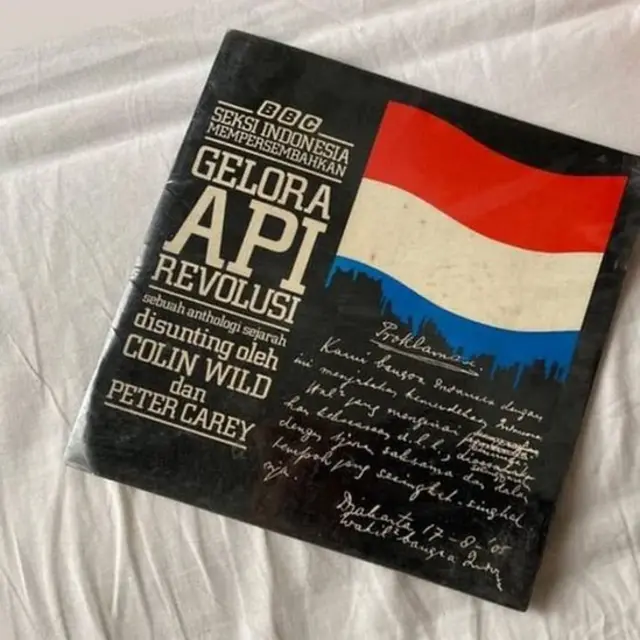 BBC
SEKSI INDONESIA
MEMPERSEMBAHKAN
GELORA
API
REVOLUSI
sebuah anthologi sejarah
disunting oleh
COLIN WILD
dan
PETER CAREY
Proklamasi.
Kami bangsa Indonesia dengan
ini menjatakan kemerdekaan Indonesia
Hal² jang mengenai
kekoeasaan d.l.l.,
dengan tjara saksama dan dalam
tempoh jang sesingkat-singkatnja.
Djakarta 17-8-'05
Wakil² bangsa Indon